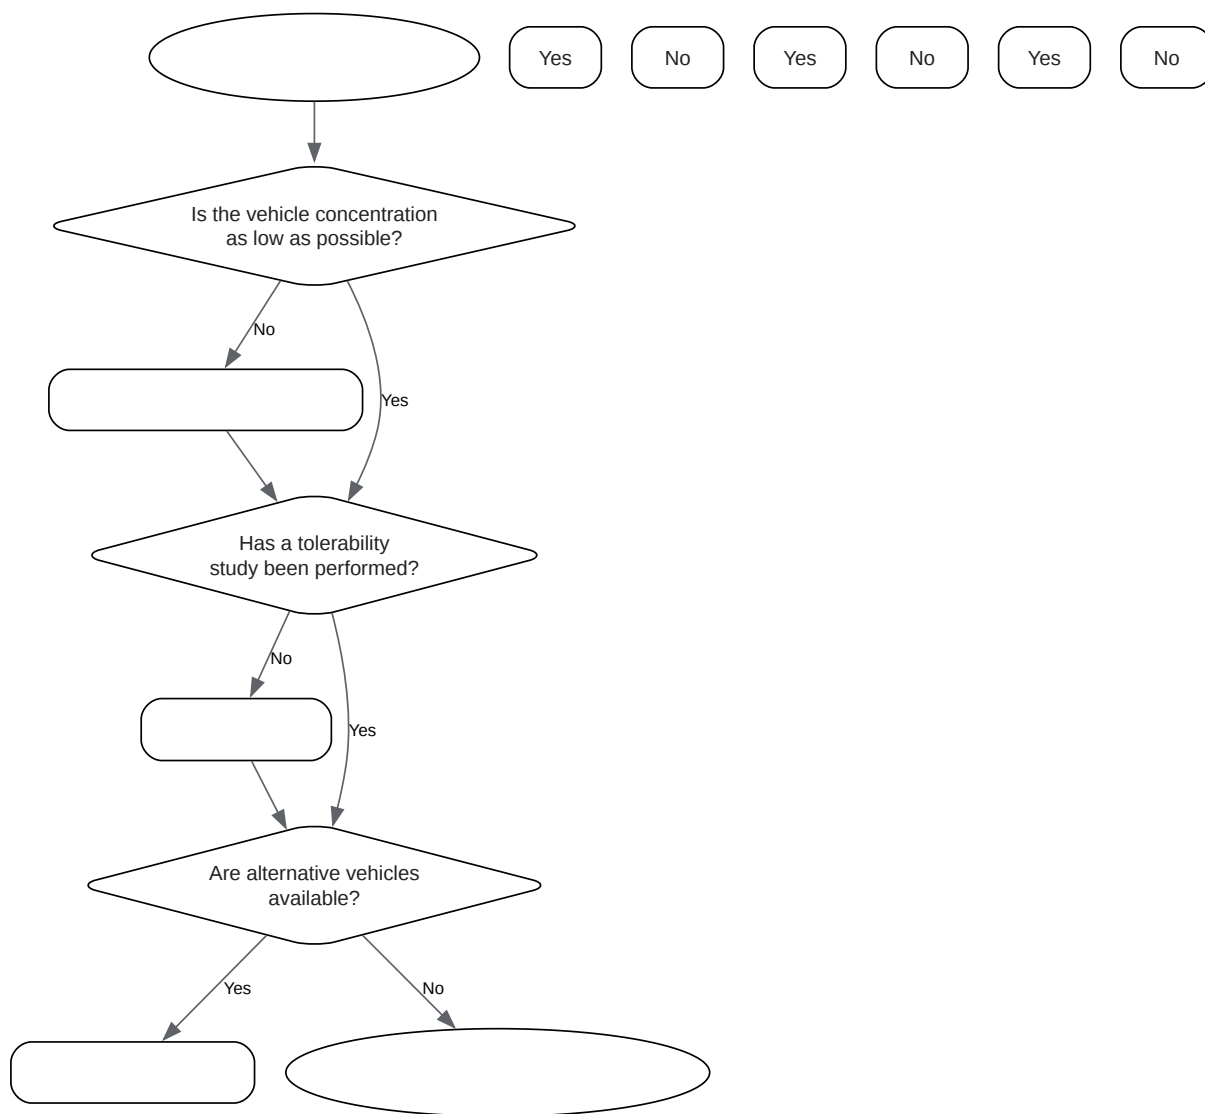 Yes
No
Yes
No
Yes
No
Is the vehicle concentration
as low as possible?
No
Yes
Has a tolerability
study been performed?
No
Yes
Are alternative vehicles
available?
Yes
No